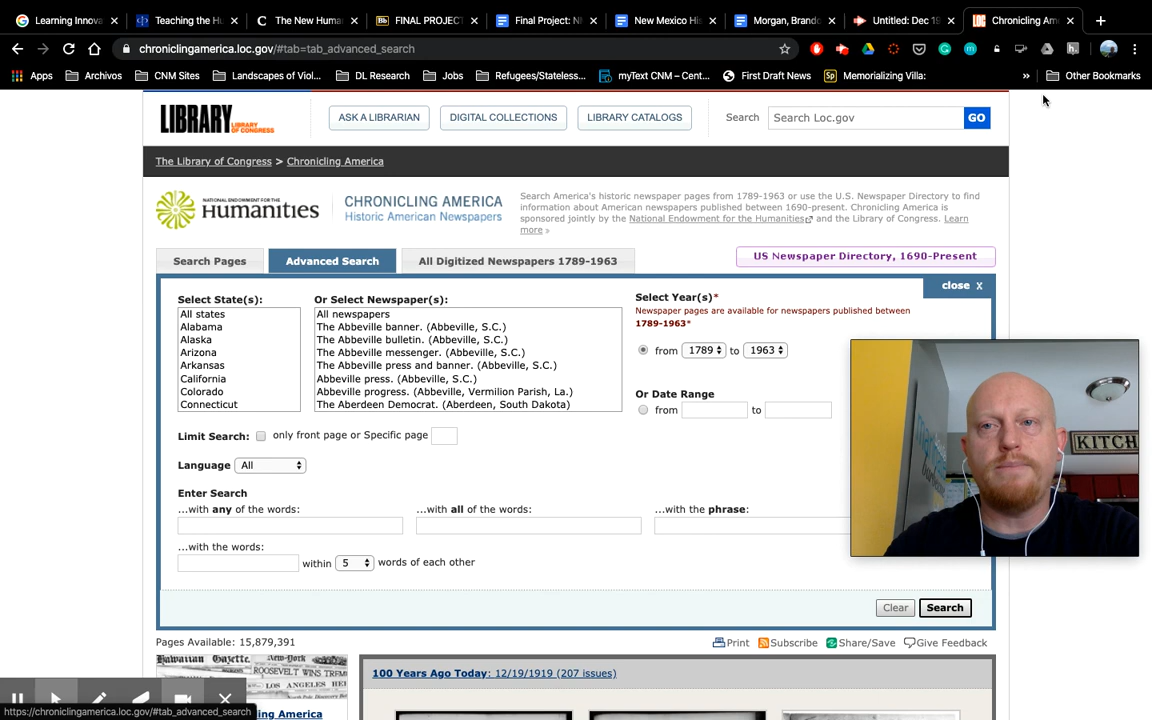 Learning Innova
Teaching the Hu
The New Human
FINAL PROJECT
Final Project: NM
New Mexico His
Morgan, Brando
Untitled: Dec 19
Chronicling Ame
chroniclingamerica.loc.gov/#tab=tab_advanced_search
Apps
Archivos
CNM Sites
Landscapes of Viol...
DL Research
Jobs
Refugees/Stateless...
myText CNM – Cent...
First Draft News
Memorializing Villa:
»
Other Bookmarks
LIBRARY
LIBRARY OF CONGRESS
ASK A LIBRARIAN
DIGITAL COLLECTIONS
LIBRARY CATALOGS
Search
Search Loc.gov
GO
The Library of Congress > Chronicling America
NATIONAL ENDOWMENT FOR THE
Humanities
CHRONICLING AMERICA
Historic American Newspapers
Search America's historic newspaper pages from 1789-1963 or use the U.S. Newspaper Directory to find
information about American newspapers published between 1690-present. Chronicling America is
sponsored jointly by the National Endowment for the Humanities and the Library of Congress. Learn
more »
Search Pages
Advanced Search
All Digitized Newspapers 1789-1963
US Newspaper Directory, 1690-Present
close x
Select State(s):
All states
Alabama
Alaska
Arizona
Arkansas
California
Colorado
Connecticut
Or Select Newspaper(s):
All newspapers
The Abbeville banner. (Abbeville, S.C.)
The Abbeville bulletin. (Abbeville, S.C.)
The Abbeville messenger. (Abbeville, S.C.)
The Abbeville press and banner. (Abbeville, S.C.)
Abbeville press. (Abbeville, S.C.)
Abbeville progress. (Abbeville, Vermilion Parish, La.)
The Aberdeen Democrat. (Aberdeen, South Dakota)
Select Year(s)*
Newspaper pages are available for newspapers published between
1789-1963*
from 1789 to 1963
Or Date Range
from to
Limit Search: only front page or Specific page
Language All
Enter Search
...with any of the words:
...with all of the words:
...with the phrase:
...with the words:
within 5 words of each other
Clear
Search
KITCH
Pages Available: 15,879,391
Print
Subscribe
Share/Save
Give Feedback
Hawaiian Gazette.
ROOSEVELT WINS
LOS ANGELES
100 Years Ago Today: 12/19/1919 (207 issues)
ing America
https://chroniclingamerica.loc.gov/#tab_advanced_search